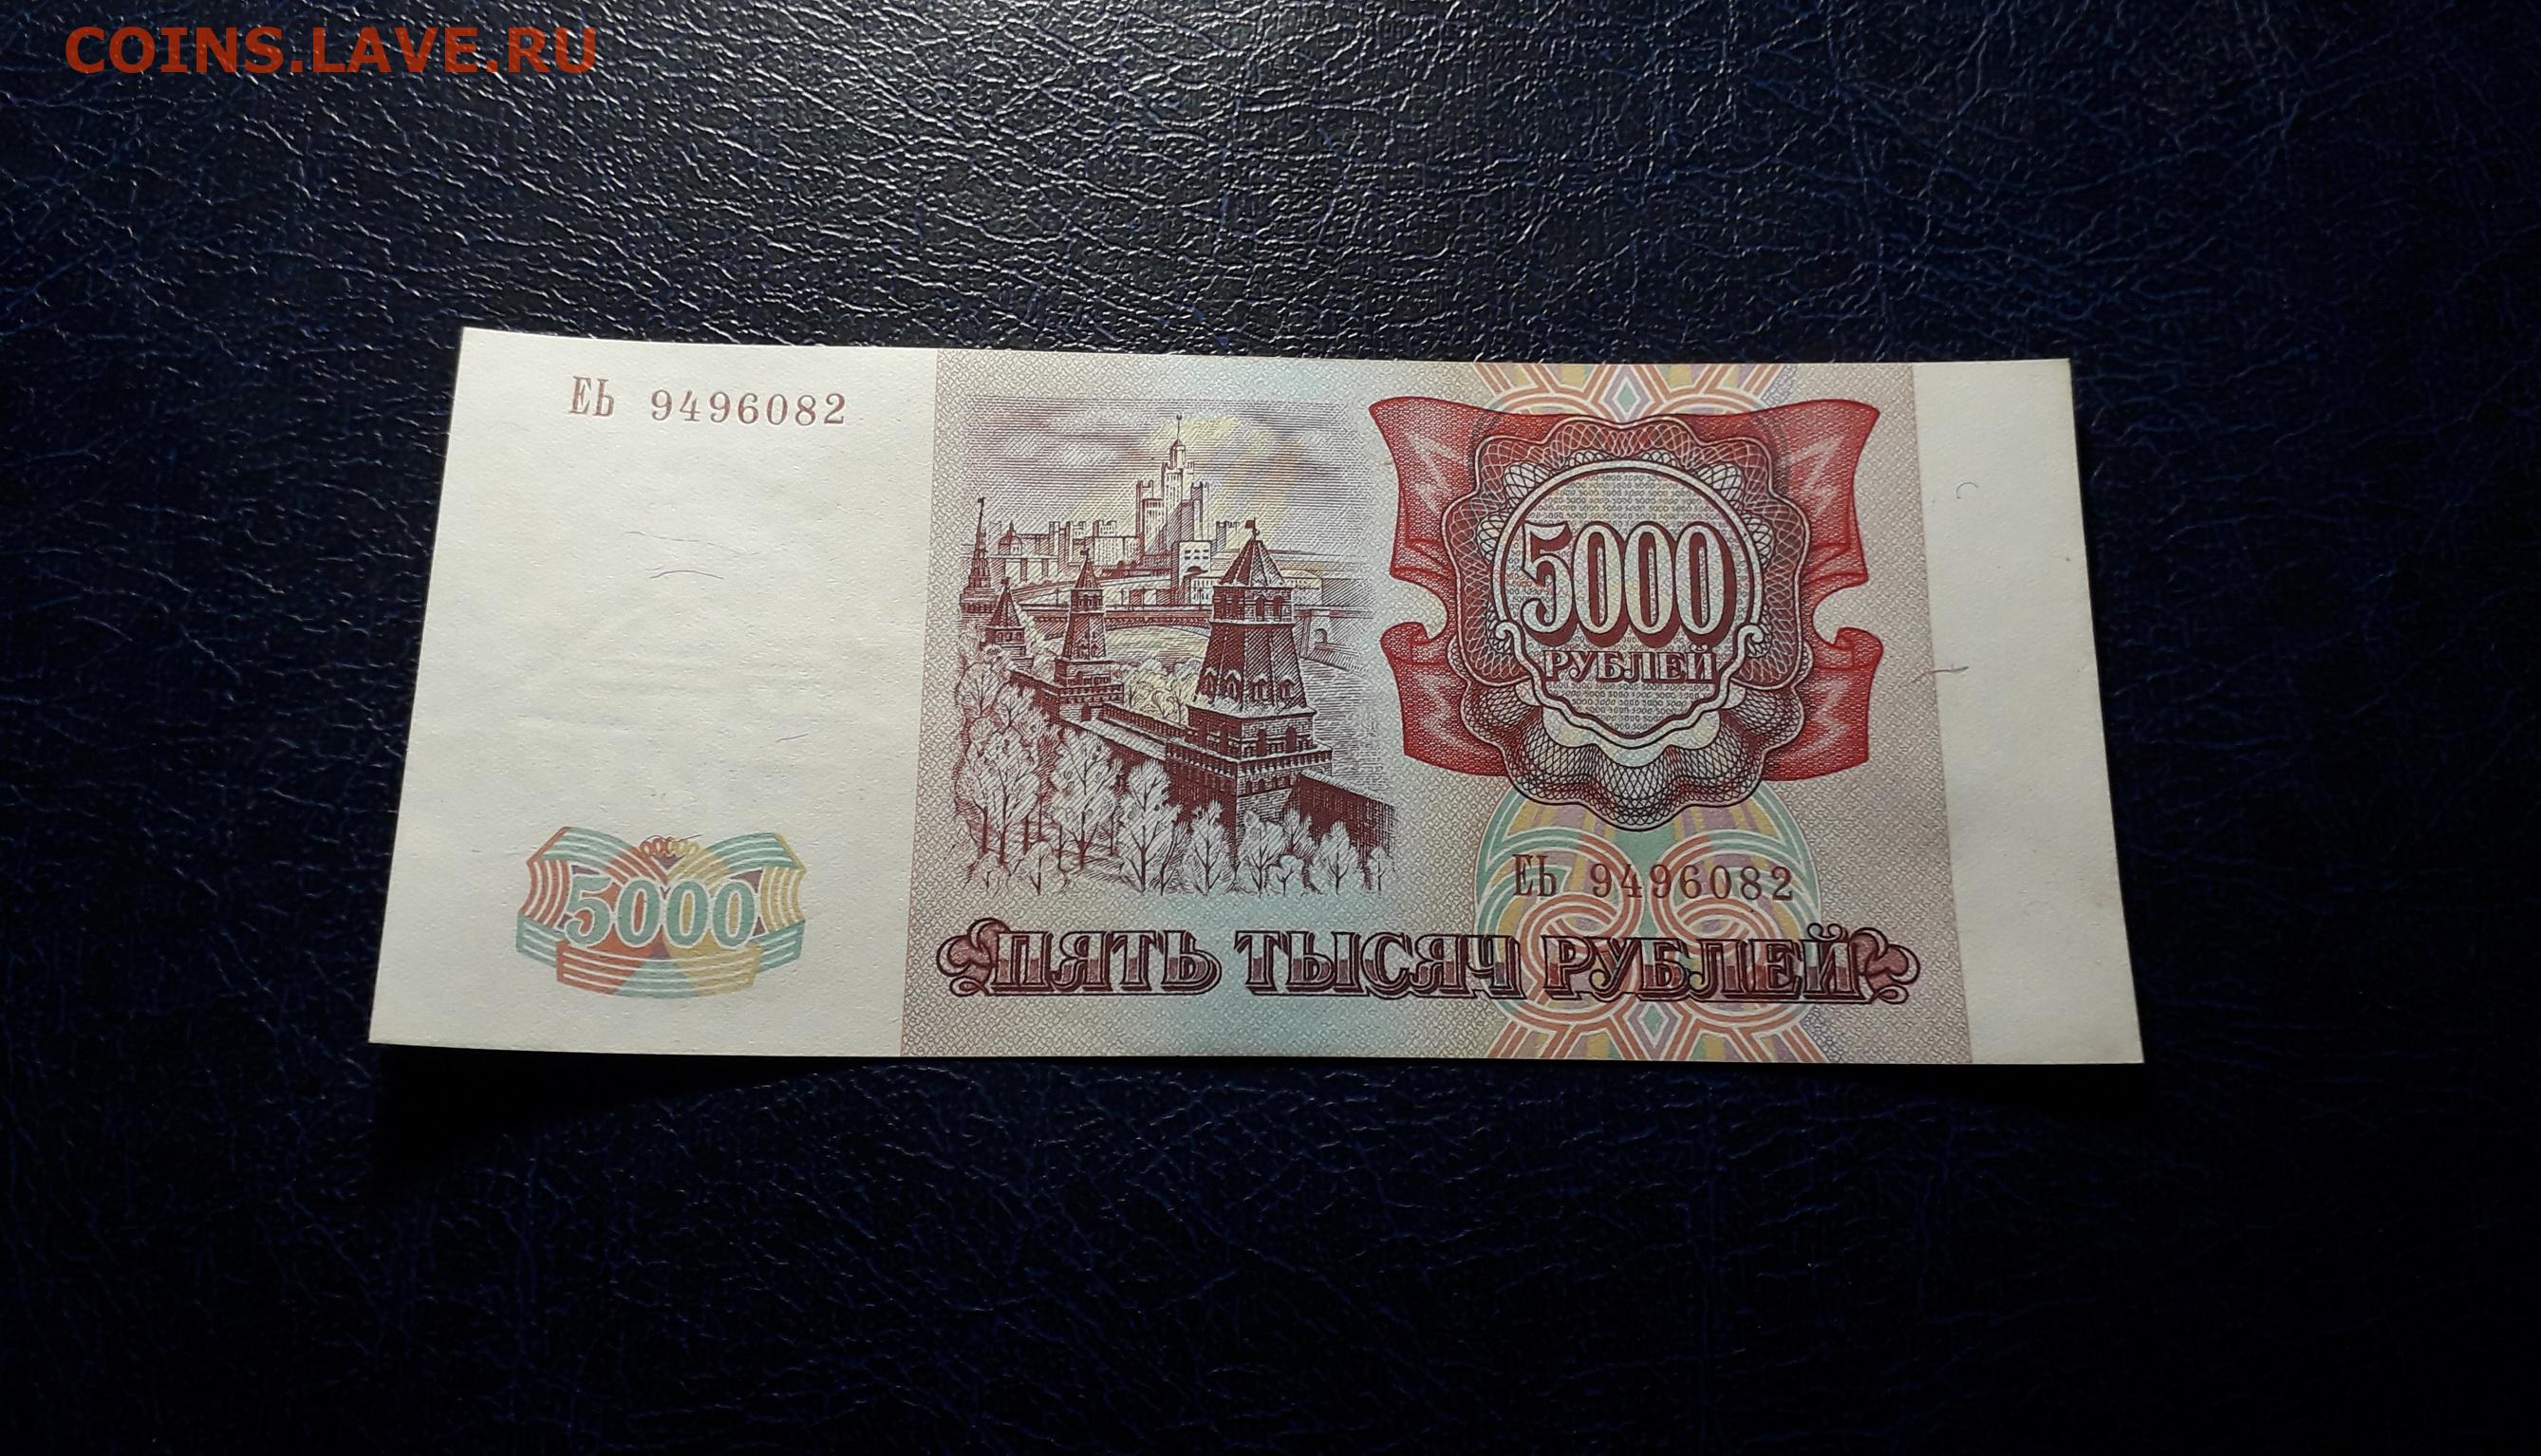 COINS.LAVE.RU
ЕЬ 9496082
5000
РУБЛЕЙ
ЕЬ 9496082
5000
ПЯТЬ ТЫСЯЧ РУБЛЕЙ